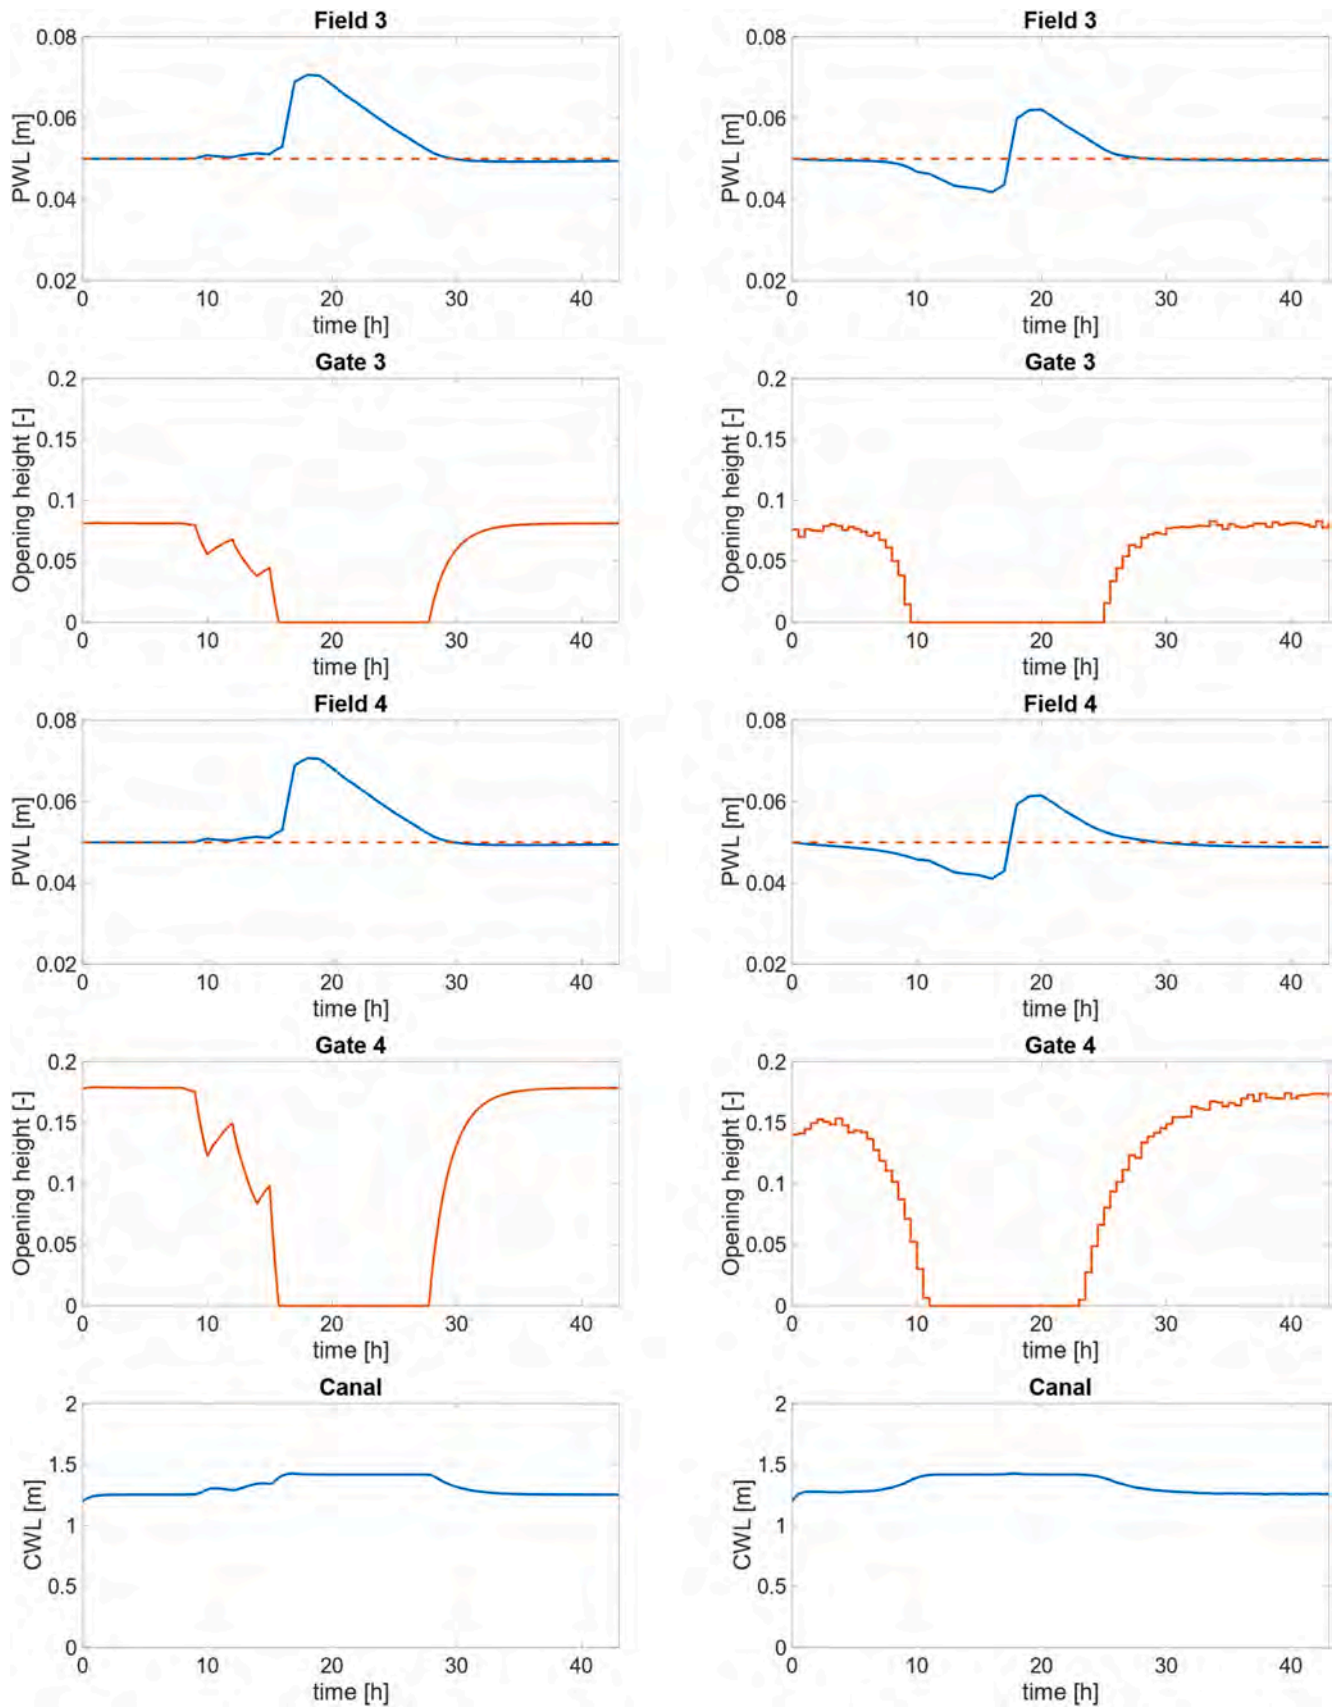 Field 3
0.08
0.06
0.04
0.02
PWL [m]
0 10 20 30 40
time [h]
Field 3
0.08
0.06
0.04
0.02
PWL [m]
0 10 20 30 40
time [h]
Gate 3
0.2
0.15
0.1
0.05
0
Opening height [-]
0 10 20 30 40
time [h]
Gate 3
0.2
0.15
0.1
0.05
0
Opening height [-]
0 10 20 30 40
time [h]
Field 4
0.08
0.06
0.04
0.02
PWL [m]
0 10 20 30 40
time [h]
Field 4
0.08
0.06
0.04
0.02
PWL [m]
0 10 20 30 40
time [h]
Gate 4
0.2
0.15
0.1
0.05
0
Opening height [-]
0 10 20 30 40
time [h]
Gate 4
0.2
0.15
0.1
0.05
0
Opening height [-]
0 10 20 30 40
time [h]
Canal
2
1.5
1
0.5
0
CWL [m]
0 10 20 30 40
time [h]
Canal
2
1.5
1
0.5
0
CWL [m]
0 10 20 30 40
time [h]